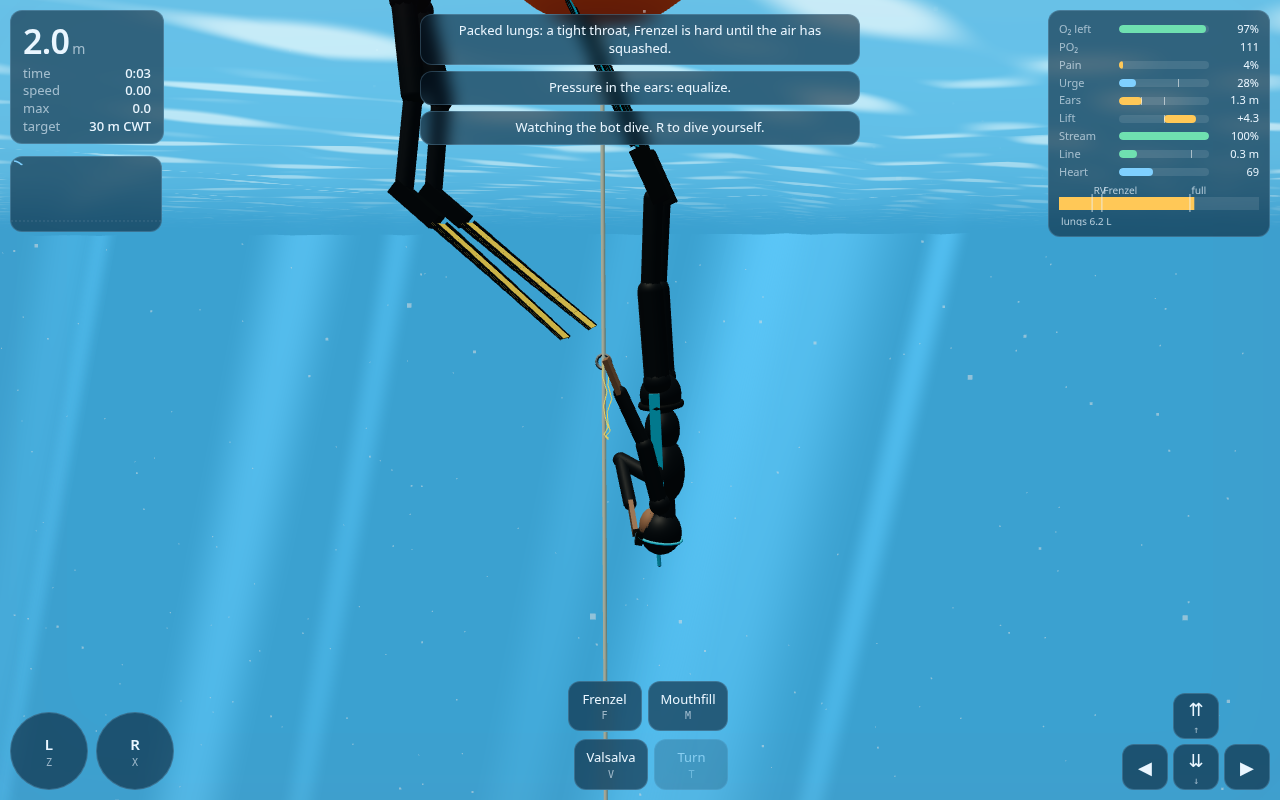 2.0 m
time 0:03
speed 0.00
max 0.0
target 30 m CWT
Packed lungs: a tight throat, Frenzel is hard until the air has
squashed.
Pressure in the ears: equalize.
Watching the bot dive. R to dive yourself.
O₂ left 97%
PO₂ 111
Pain 4%
Urge 28%
Ears 1.3 m
Lift +4.3
Stream 100%
Line 0.3 m
Heart 69
RV Frenzel full
lungs 6.2 L
L
Z
R
X
Frenzel
F
Mouthfill
M
Valsalva
V
Turn
T
⇈
↑
◀
⇊
↓
▶